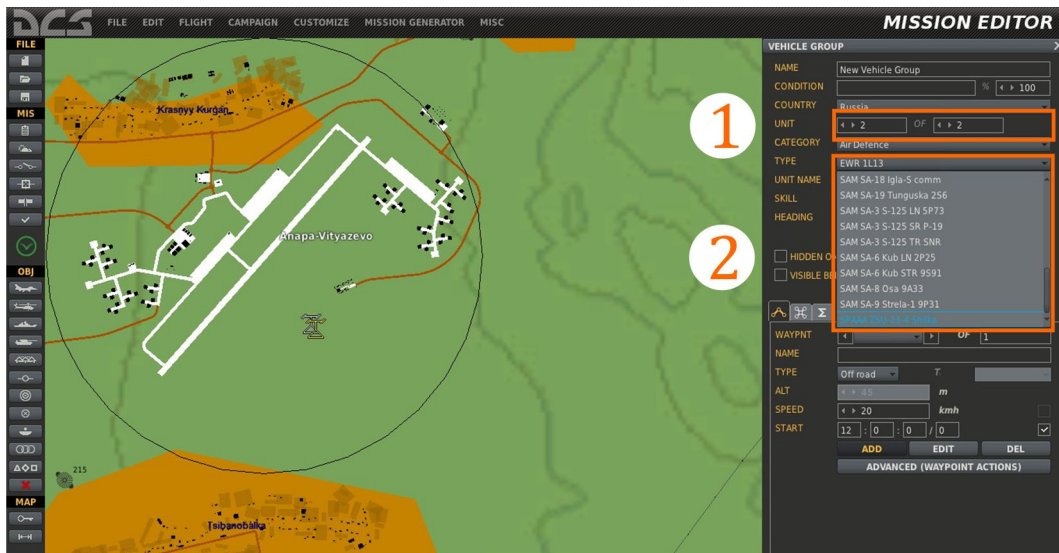 DCS FILE EDIT FLIGHT CAMPAIGN CUSTOMIZE MISSION GENERATOR MISC MISSION EDITOR
FILE
MIS
OBJ
MAP
Krasnyy Kurgan
Anapa-Vityazevo
215
Tsibanobalka
1
2
VEHICLE GROUP
NAME New Vehicle Group
CONDITION % 100
COUNTRY Russia
UNIT 2 OF 2
CATEGORY Air Defence
TYPE EWR 1L13
UNIT NAME SAM SA-18 Igla-S comm
SKILL SAM SA-19 Tunguska 2S6
SAM SA-3 S-125 LN 5P73
HEADING SAM SA-3 S-125 SR P-19
SAM SA-3 S-125 TR SNR
HIDDEN O SAM SA-6 Kub LN 2P25
VISIBLE BE SAM SA-6 Kub STR 9S91
SAM SA-8 Osa 9A33
SAM SA-9 Strela-1 9P31
WAYPNT OF 1
NAME
TYPE Off road T.
ALT 45 m
SPEED 20 kmh
START 12 : 0 : 0 / 0
ADD EDIT DEL
ADVANCED (WAYPOINT ACTIONS)